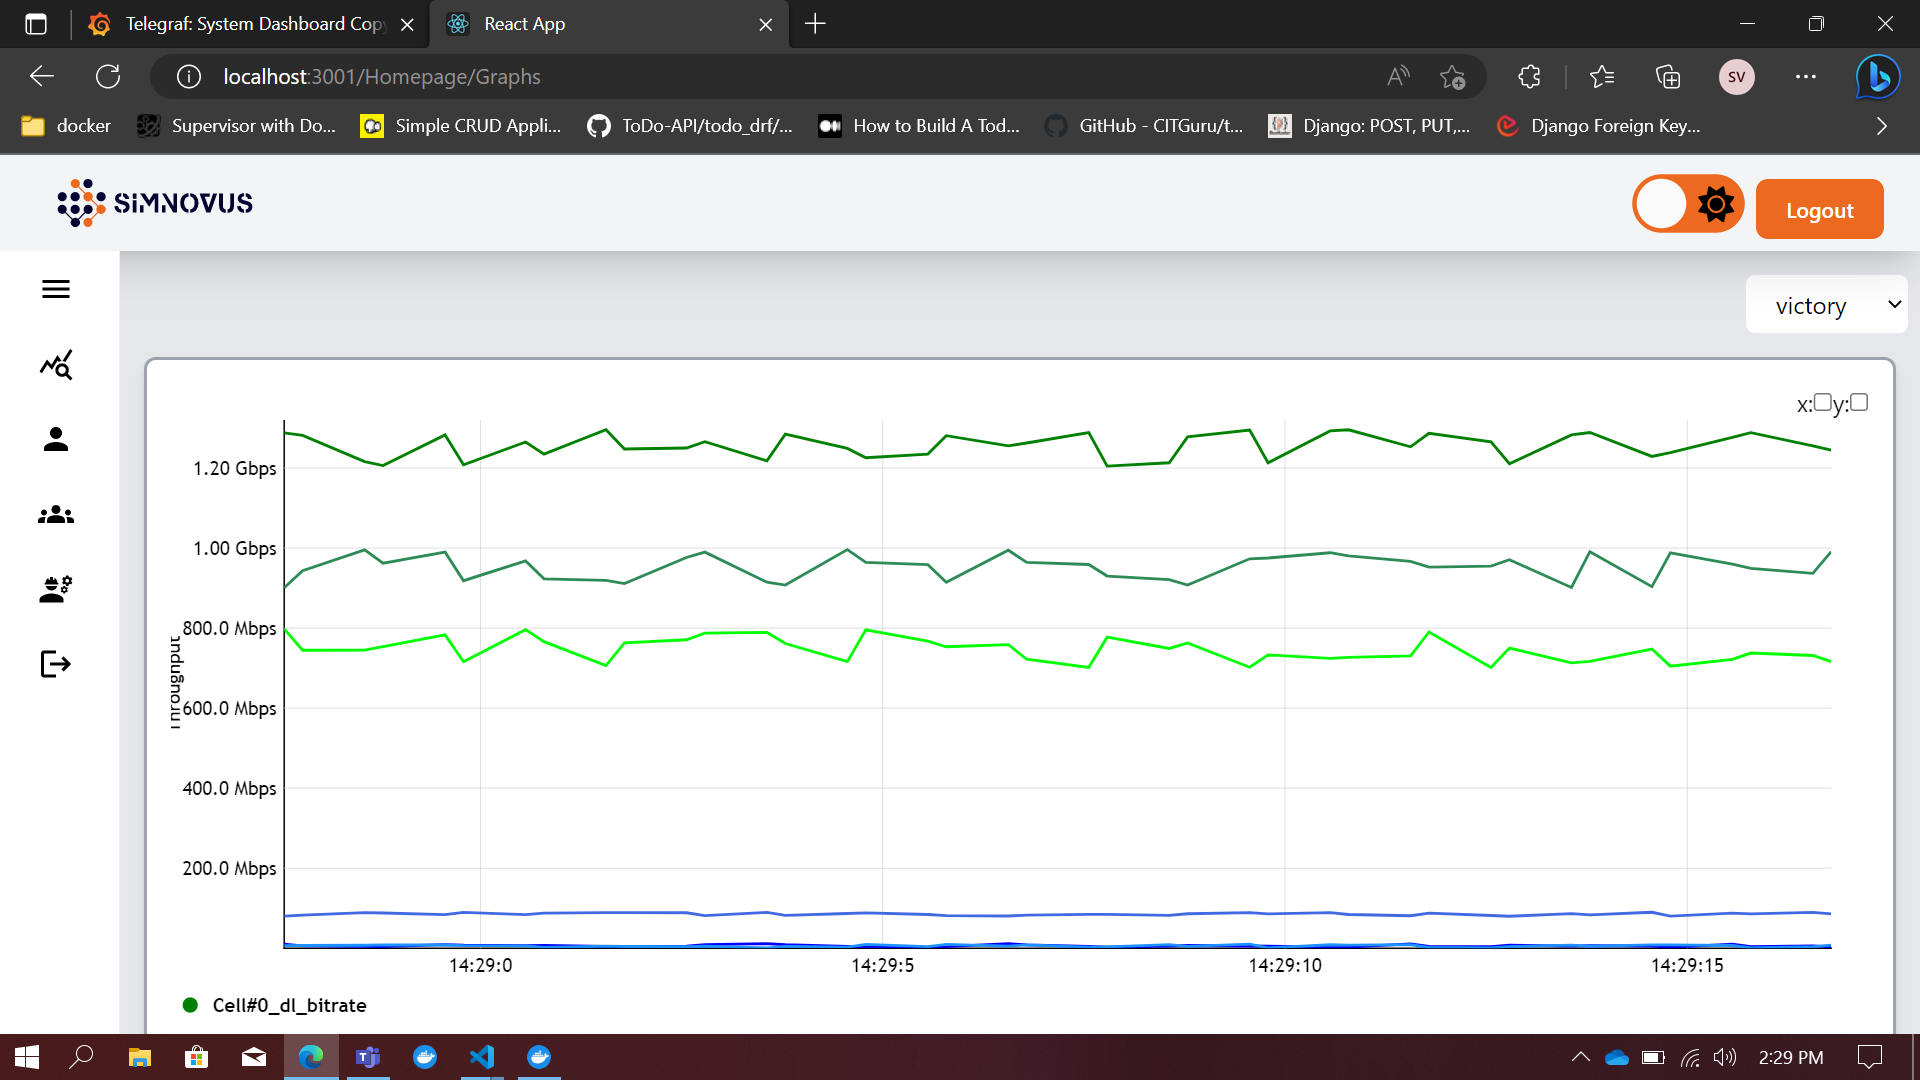 Telegraf: System Dashboard Cop
React App
localhost:3001/Homepage/Graphs
SV
docker
Supervisor with Do...
Simple CRUD Appli...
ToDo-API/todo_drf/...
How to Build A Tod...
GitHub - CITGuru/t...
Django: POST, PUT,...
Django Foreign Key...
SIMNOVUS
Logout
victory
x: y:
1.20 Gbps
1.00 Gbps
800.0 Mbps
600.0 Mbps
400.0 Mbps
200.0 Mbps
Throughput
14:29:0
14:29:5
14:29:10
14:29:15
Cell#0_dl_bitrate
2:29 PM